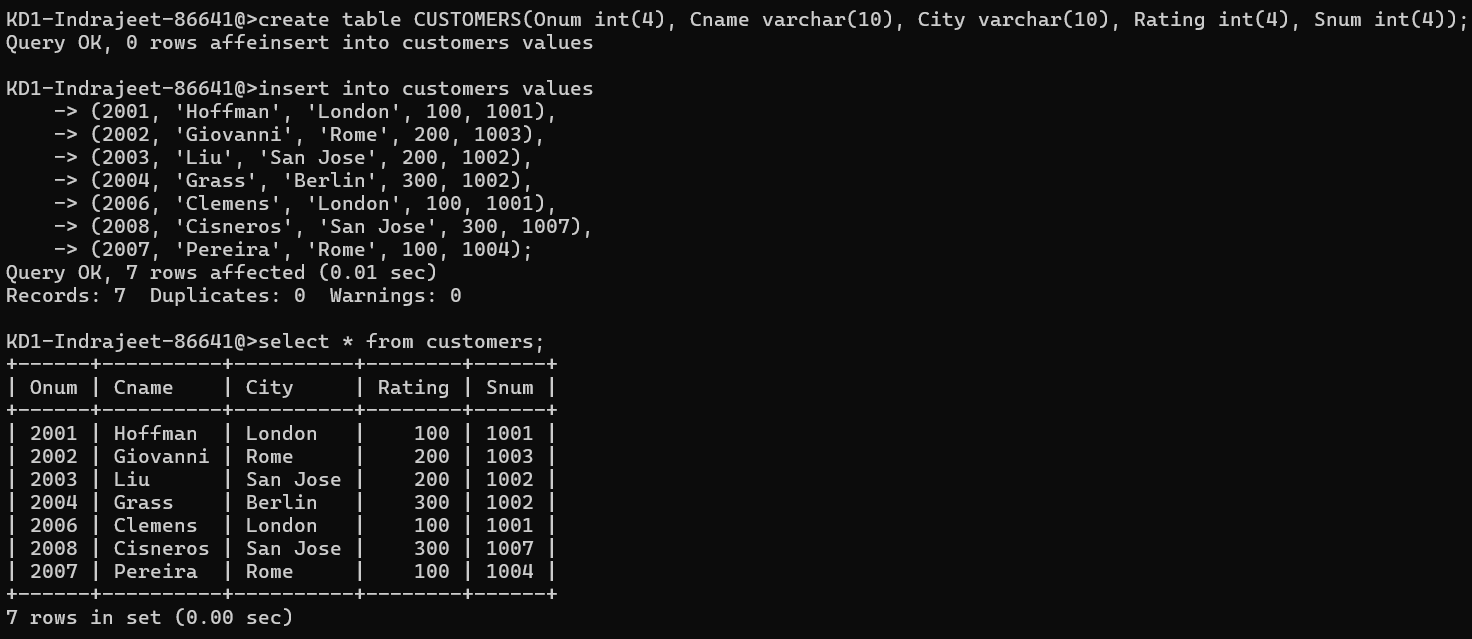 KD1-Indrajeet-86641@>create table CUSTOMERS(Onum int(4), Cname varchar(10), City varchar(10), Rating int(4), Snum int(4));
Query OK, 0 rows affeinsert into customers values
KD1-Indrajeet-86641@>insert into customers values
    -> (2001, 'Hoffman', 'London', 100, 1001),
    -> (2002, 'Giovanni', 'Rome', 200, 1003),
    -> (2003, 'Liu', 'San Jose', 200, 1002),
    -> (2004, 'Grass', 'Berlin', 300, 1002),
    -> (2006, 'Clemens', 'London', 100, 1001),
    -> (2008, 'Cisneros', 'San Jose', 300, 1007),
    -> (2007, 'Pereira', 'Rome', 100, 1004);
Query OK, 7 rows affected (0.01 sec)
Records: 7  Duplicates: 0  Warnings: 0
KD1-Indrajeet-86641@>select * from customers;
+------+----------+----------+--------+------+
| Onum | Cname    | City     | Rating | Snum |
+------+----------+----------+--------+------+
| 2001 | Hoffman  | London   |    100 | 1001 |
| 2002 | Giovanni | Rome     |    200 | 1003 |
| 2003 | Liu      | San Jose |    200 | 1002 |
| 2004 | Grass    | Berlin   |    300 | 1002 |
| 2006 | Clemens  | London   |    100 | 1001 |
| 2008 | Cisneros | San Jose |    300 | 1007 |
| 2007 | Pereira  | Rome     |    100 | 1004 |
+------+----------+----------+--------+------+
7 rows in set (0.00 sec)